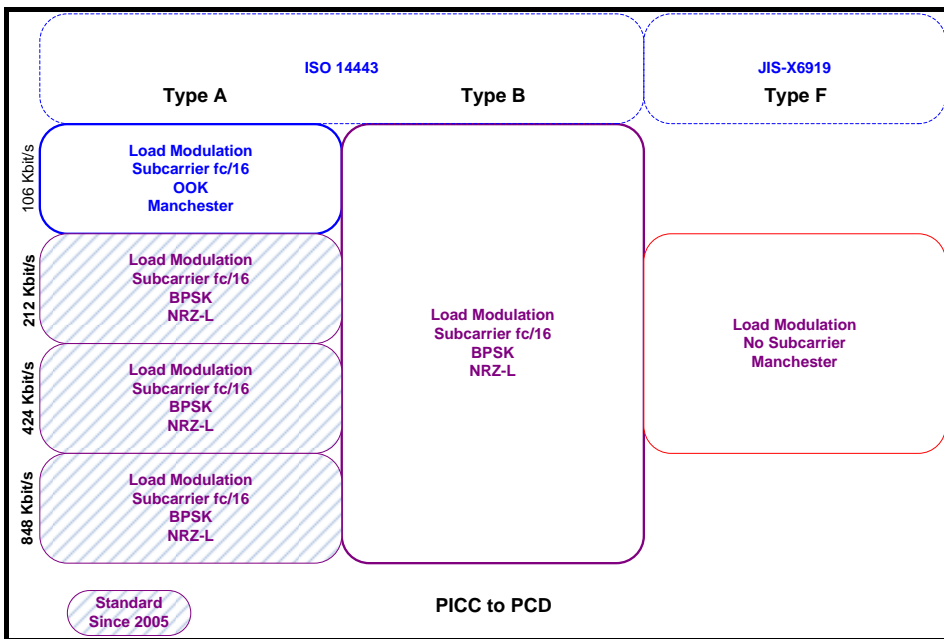 ISO 14443
JIS-X6919
Type A
Type B
Type F
106 Kbit/s
Load Modulation
Subcarrier fc/16
OOK
Manchester
212 Kbit/s
Load Modulation
Subcarrier fc/16
BPSK
NRZ-L
424 Kbit/s
Load Modulation
Subcarrier fc/16
BPSK
NRZ-L
848 Kbit/s
Load Modulation
Subcarrier fc/16
BPSK
NRZ-L
Load Modulation
Subcarrier fc/16
BPSK
NRZ-L
Load Modulation
No Subcarrier
Manchester
Standard
Since 2005
PICC to PCD